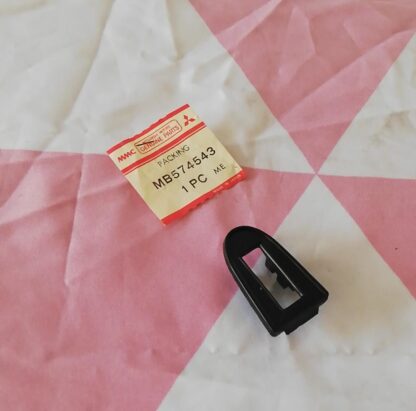 MMC
GENUINE PARTS
PACKING
MB574543
1 PC ME